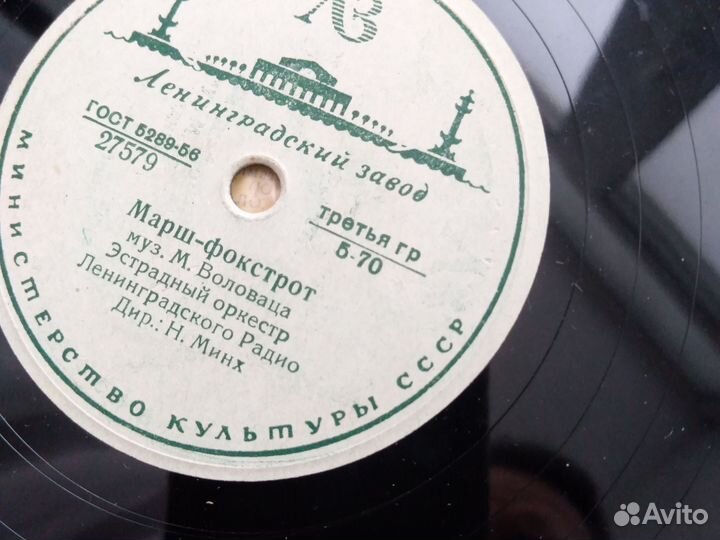 ЛЗ
Ленинградский завод
ГОСТ 5289-56
27579
третья гр
5-70
Марш-фокстрот
муз. М. Воловаца
Эстрадный оркестр
Ленинградского Радио
Дир.: Н. Минх
МИНИСТЕРСТВО КУЛЬТУРЫ СССР
Avito